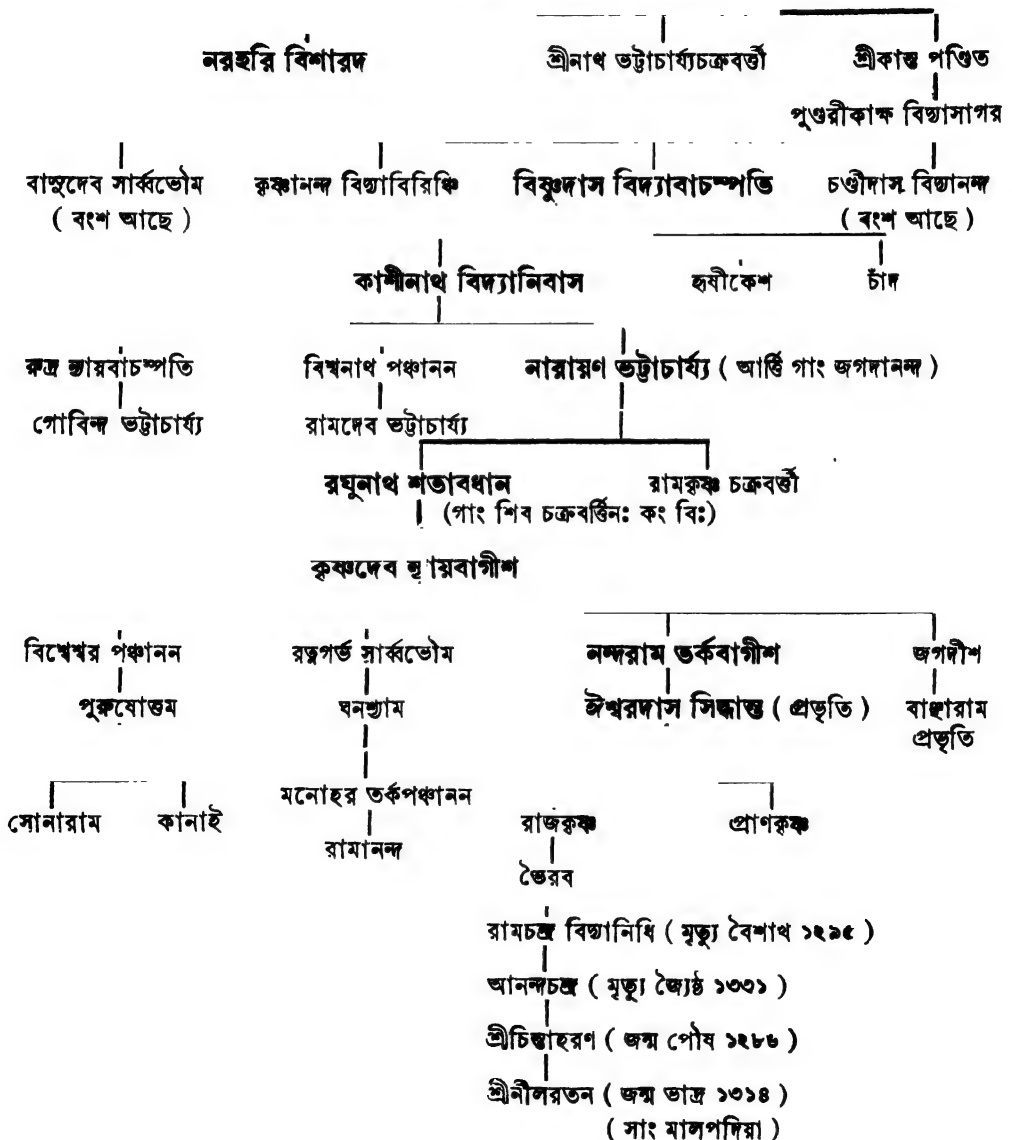 নরহরি বিশারদ শ্রীনাথ ভট্টাচার্য্যচক্রবর্ত্তী শ্রীকান্ত পণ্ডিত
পুণ্ডরীকাক্ষ বিদ্যাসাগর
বাসুদেব সার্ব্বভৌম কৃষ্ণানন্দ বিদ্যাবিরিঞ্চি বিষ্ণুদাস বিদ্যাবাচস্পতি চণ্ডীদাস বিদ্যানন্দ
( বংশ আছে ) ( বংশ আছে )
কাশীনাথ বিদ্যানিবাস হৃষীকেশ চাঁদ
রুদ্র ন্যায়বাচস্পতি বিশ্বনাথ পঞ্চানন নারায়ণ ভট্টাচার্য্য ( আর্ত্তি গাং জগদানন্দ )
গোবিন্দ ভট্টাচার্য্য রামদেব ভট্টাচার্য্য
রঘুনাথ শতাবধান রামকৃষ্ণ চক্রবর্ত্তী
(গাং শিব চক্রবর্ত্তিনঃ কং বিঃ)
কৃষ্ণদেব ন্যায়বাগীশ
বিশ্বেশ্বর পঞ্চানন রত্নগর্ভ সার্ব্বভৌম নন্দরাম তর্কবাগীশ জগদীশ
পুরুষোত্তম ঘনশ্যাম ঈশ্বরদাস সিদ্ধান্ত ( প্রভৃতি ) বাঞ্ছারাম
প্রভৃতি
মনোহর তর্কপঞ্চানন
সোনারাম কানাই রাজকৃষ্ণ প্রাণকৃষ্ণ
রামানন্দ
ভৈরব
রামচন্দ্র বিদ্যানিধি ( মৃত্যু বৈশাখ ১২৯৫ )
আনন্দচন্দ্র ( মৃত্যু জ্যৈষ্ঠ ১৩৩১ )
শ্রীচিন্তাহরণ ( জন্ম পৌষ ১২৮৬ )
শ্রীনীলরতন ( জন্ম ভাদ্র ১৩১৪ )
( সাং মালপদিয়া )